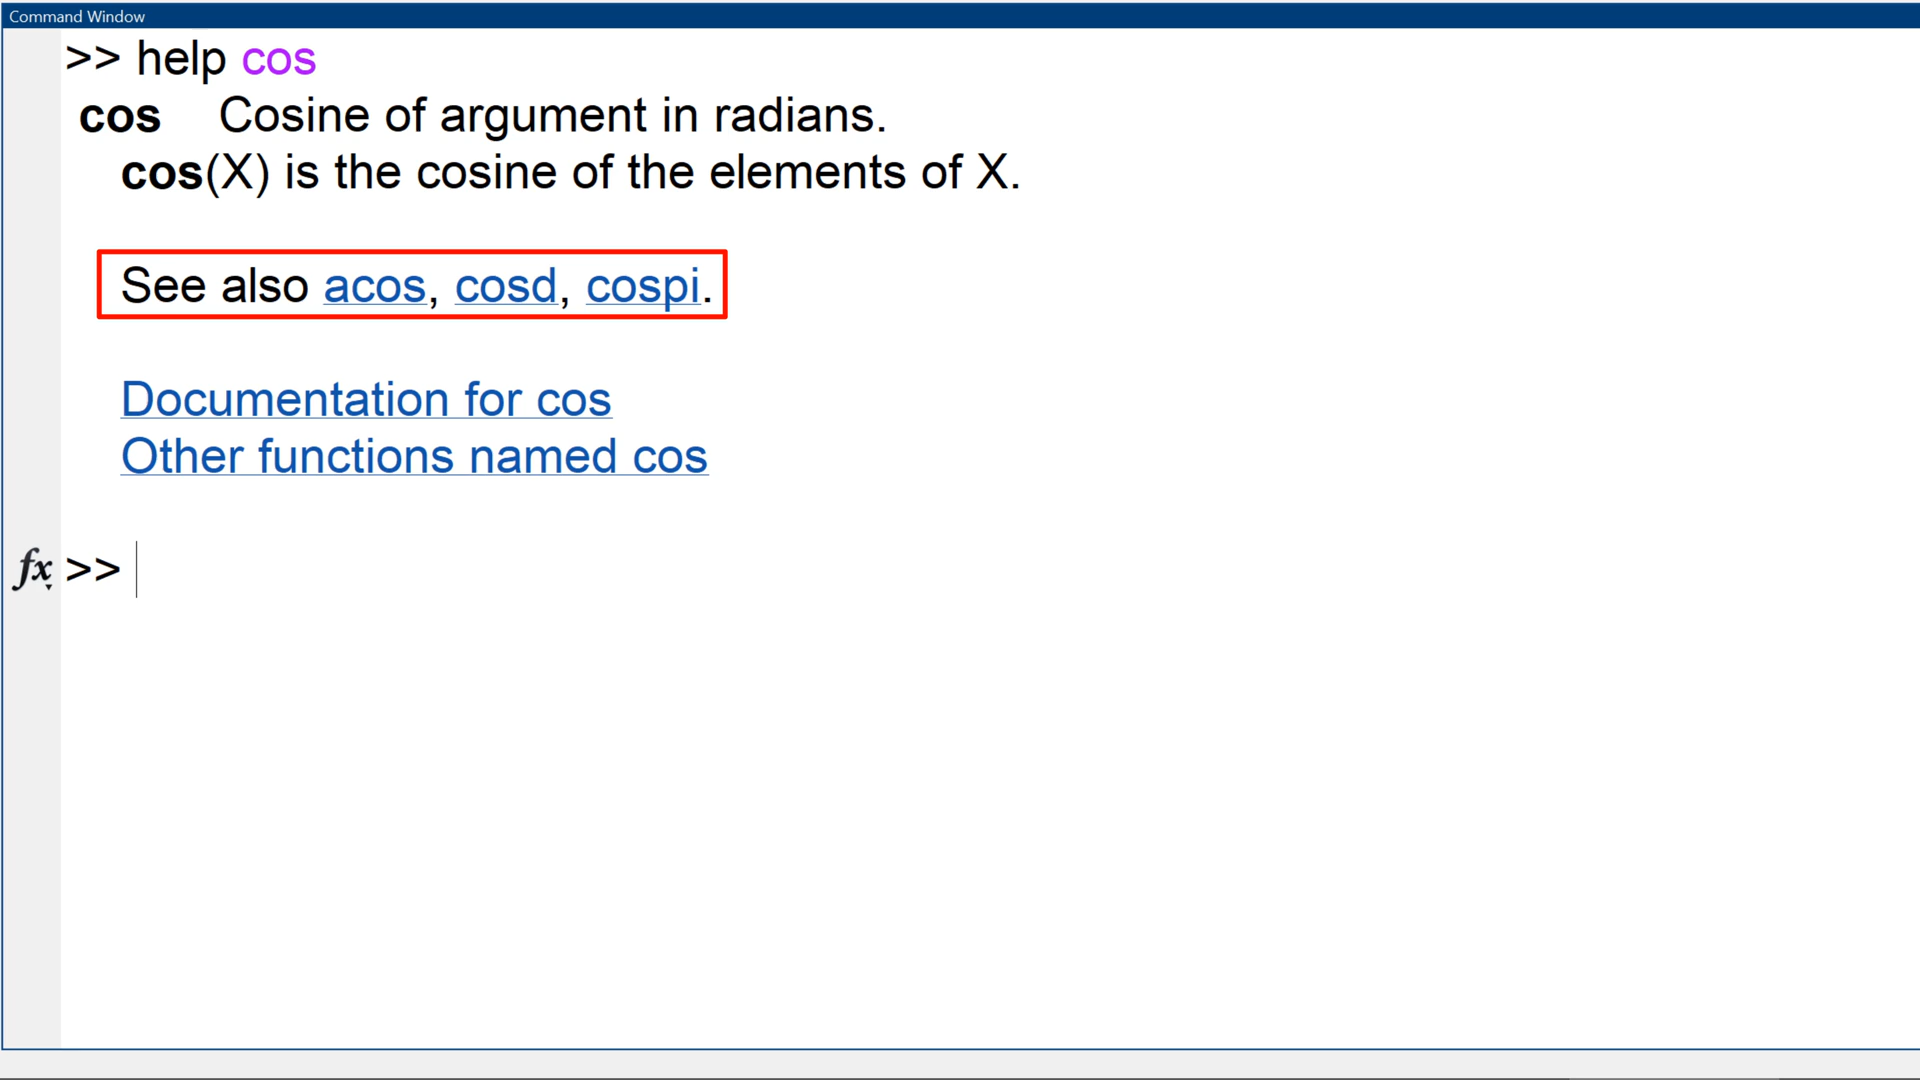 Command Window
>> help cos
cos Cosine of argument in radians.
cos(X) is the cosine of the elements of X.
See also acos, cosd, cospi.
Documentation for cos
Other functions named cos
fx >>